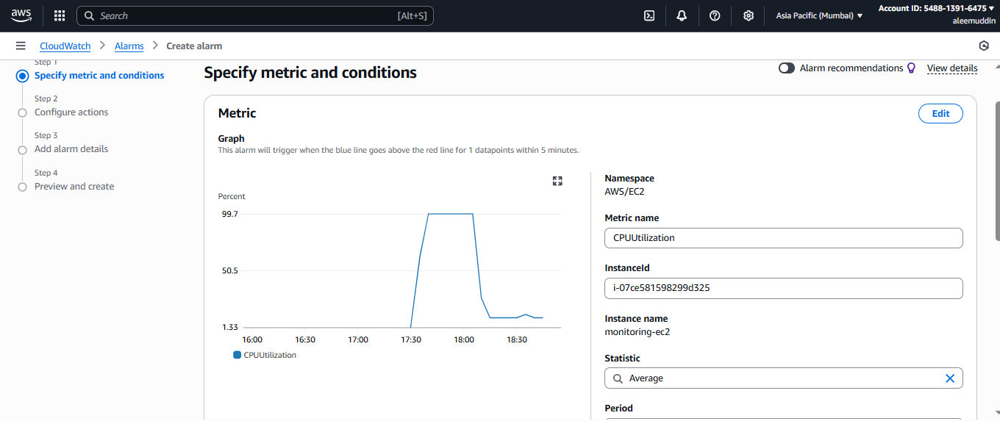 aws
Search
[Alt+S]
Asia Pacific (Mumbai) ▼
Account ID: 5488-1391-6475 ▼
aleemuddin
CloudWatch > Alarms > Create alarm
Step 1
Specify metric and conditions
Step 2
Configure actions
Step 3
Add alarm details
Step 4
Preview and create
Specify metric and conditions
Alarm recommendations
View details
Metric
Edit
Graph
This alarm will trigger when the blue line goes above the red line for 1 datapoints within 5 minutes.
Percent
99.7
50.5
1.33
16:00 16:30 17:00 17:30 18:00 18:30
CPUUtilization
Namespace
AWS/EC2
Metric name
CPUUtilization
InstanceId
i-07ce581598299d325
Instance name
monitoring-ec2
Statistic
Average
Period